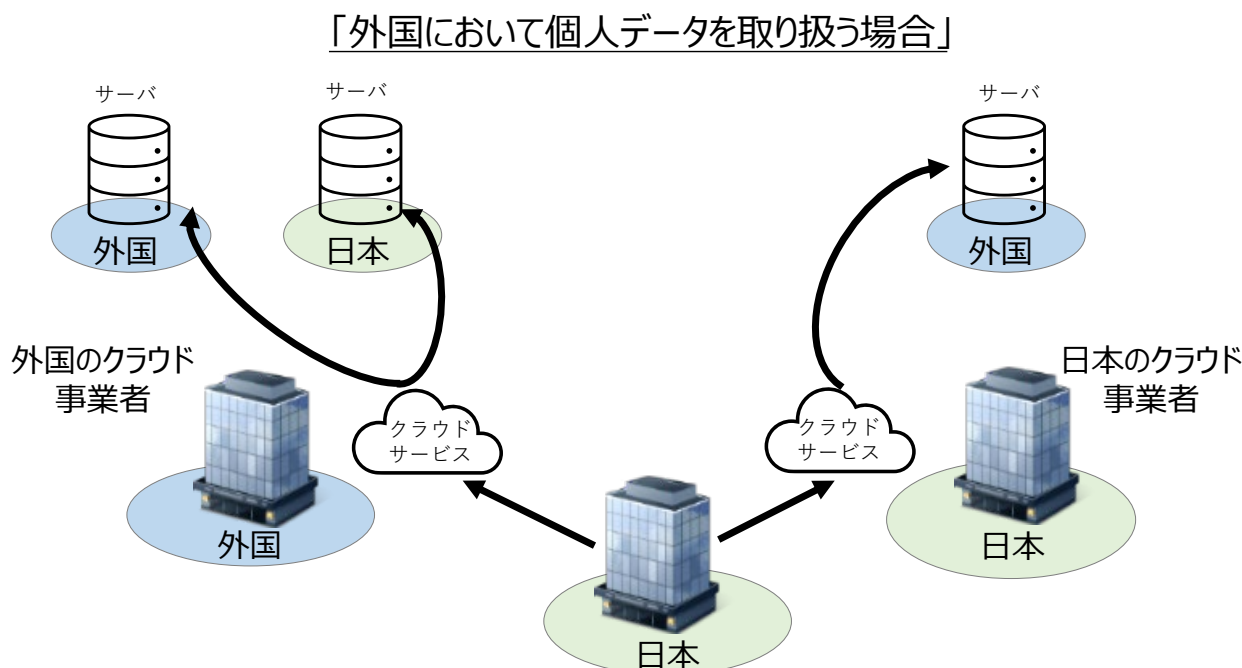 「外国において個人データを取り扱う場合」
サーバ
サーバ
サーバ
外国
日本
外国
外国のクラウド
事業者
日本のクラウド
事業者
クラウド
サービス
クラウド
サービス
外国
日本
日本